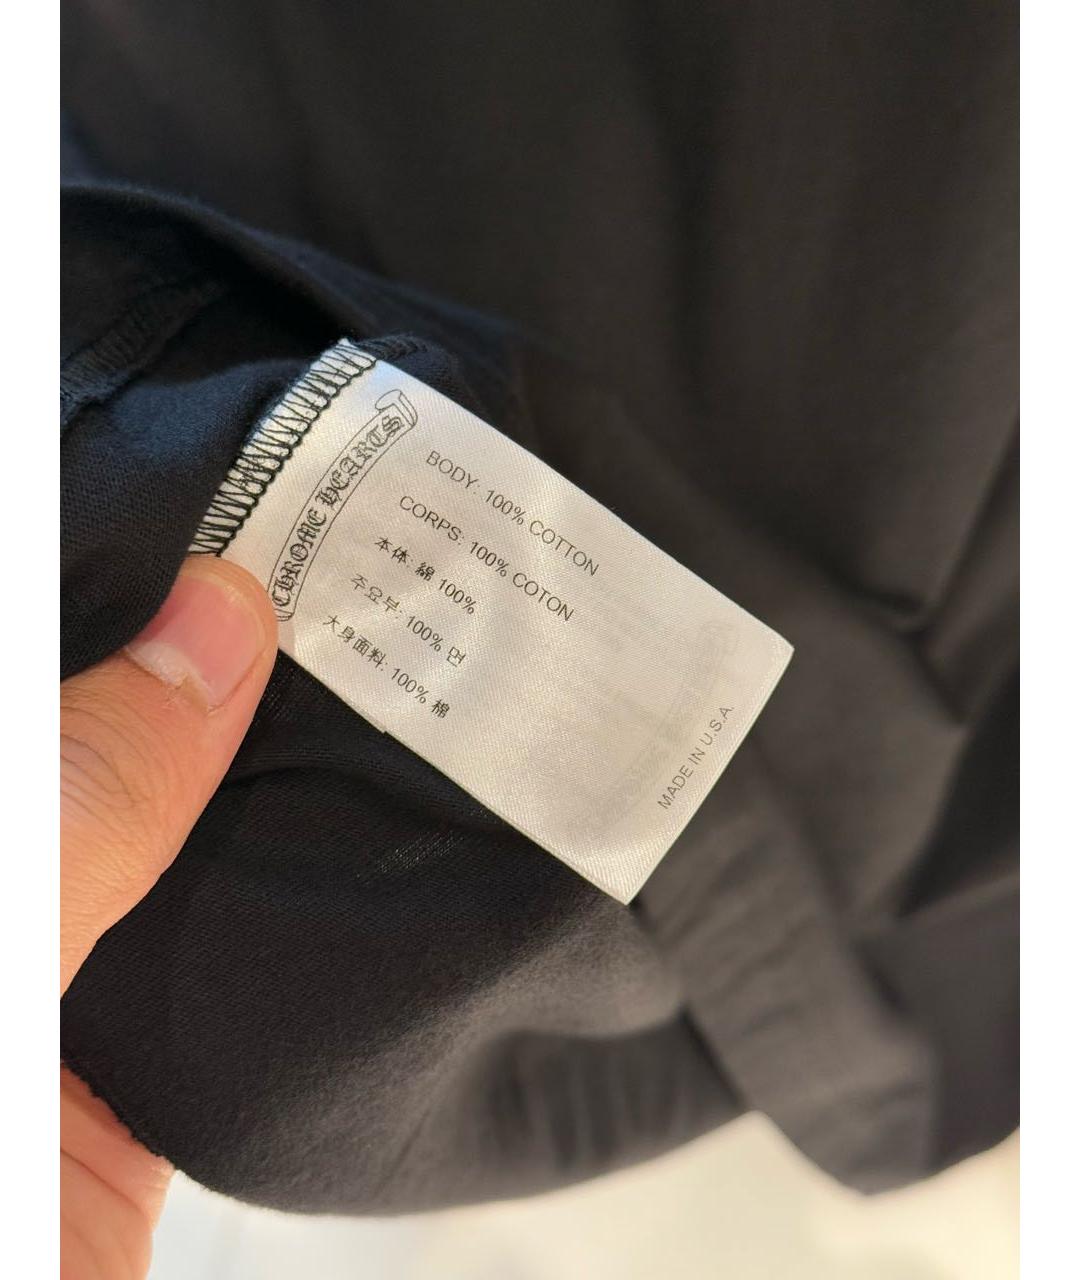 CHROME HEARTS
BODY: 100% COTTON
CORPS: 100% COTON
本体: 綿 100%
주요부: 100% 면
大身面料: 100% 棉
MADE IN U.S.A.